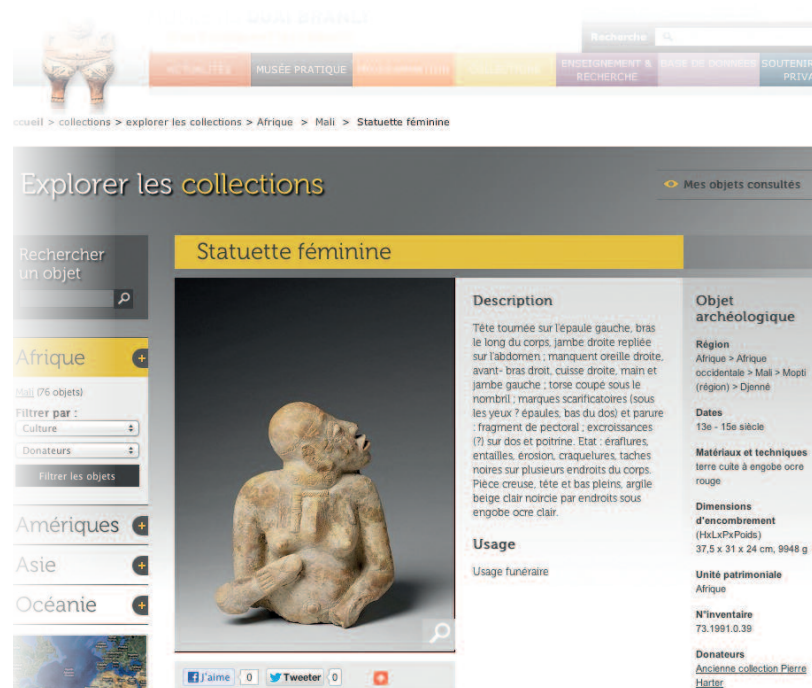 Recherche
ACTUALITÉS
MUSÉE PRATIQUE
ENSEIGNEMENT &
RECHERCHE
BASE DE DONNÉES
SOUTENIR
PRIVA
ccueil > collections > explorer les collections > Afrique > Mali > Statuette féminine
Explorer les collections
Mes objets consultés
Rechercher
un objet
Afrique
Mali (76 objets)
Filtrer par :
Culture
Donateurs
Filtrer les objets
Amériques
Asie
Océanie
Statuette féminine
J'aime 0 Tweeter 0
Description
Tête tournée sur l'épaule gauche, bras
le long du corps, jambe droite repliée
sur l'abdomen ; manquent oreille droite,
avant- bras droit, cuisse droite, main et
jambe gauche ; torse coupé sous le
nombril ; marques scarificatoires (sous
les yeux ? épaules, bas du dos) et parure
: fragment de pectoral ; excroissances
(?) sur dos et poitrine. Etat : éraflures,
entailles, érosion, craquelures, taches
noires sur plusieurs endroits du corps.
Pièce creuse, tête et bas pleins, argile
beige clair noircie par endroits sous
engobe ocre clair.
Usage
Usage funéraire
Objet
archéologique
Région
Afrique > Afrique
occidentale > Mali > Mopti
(région) > Djenné
Dates
13e - 15e siècle
Matériaux et techniques
terre cuite à engobe ocre
rouge
Dimensions
d'encombrement
(HxLxPxPoids)
37,5 x 31 x 24 cm, 9948 g
Unité patrimoniale
Afrique
N°inventaire
73.1991.0.39
Donateurs
Ancienne collection Pierre
Harter